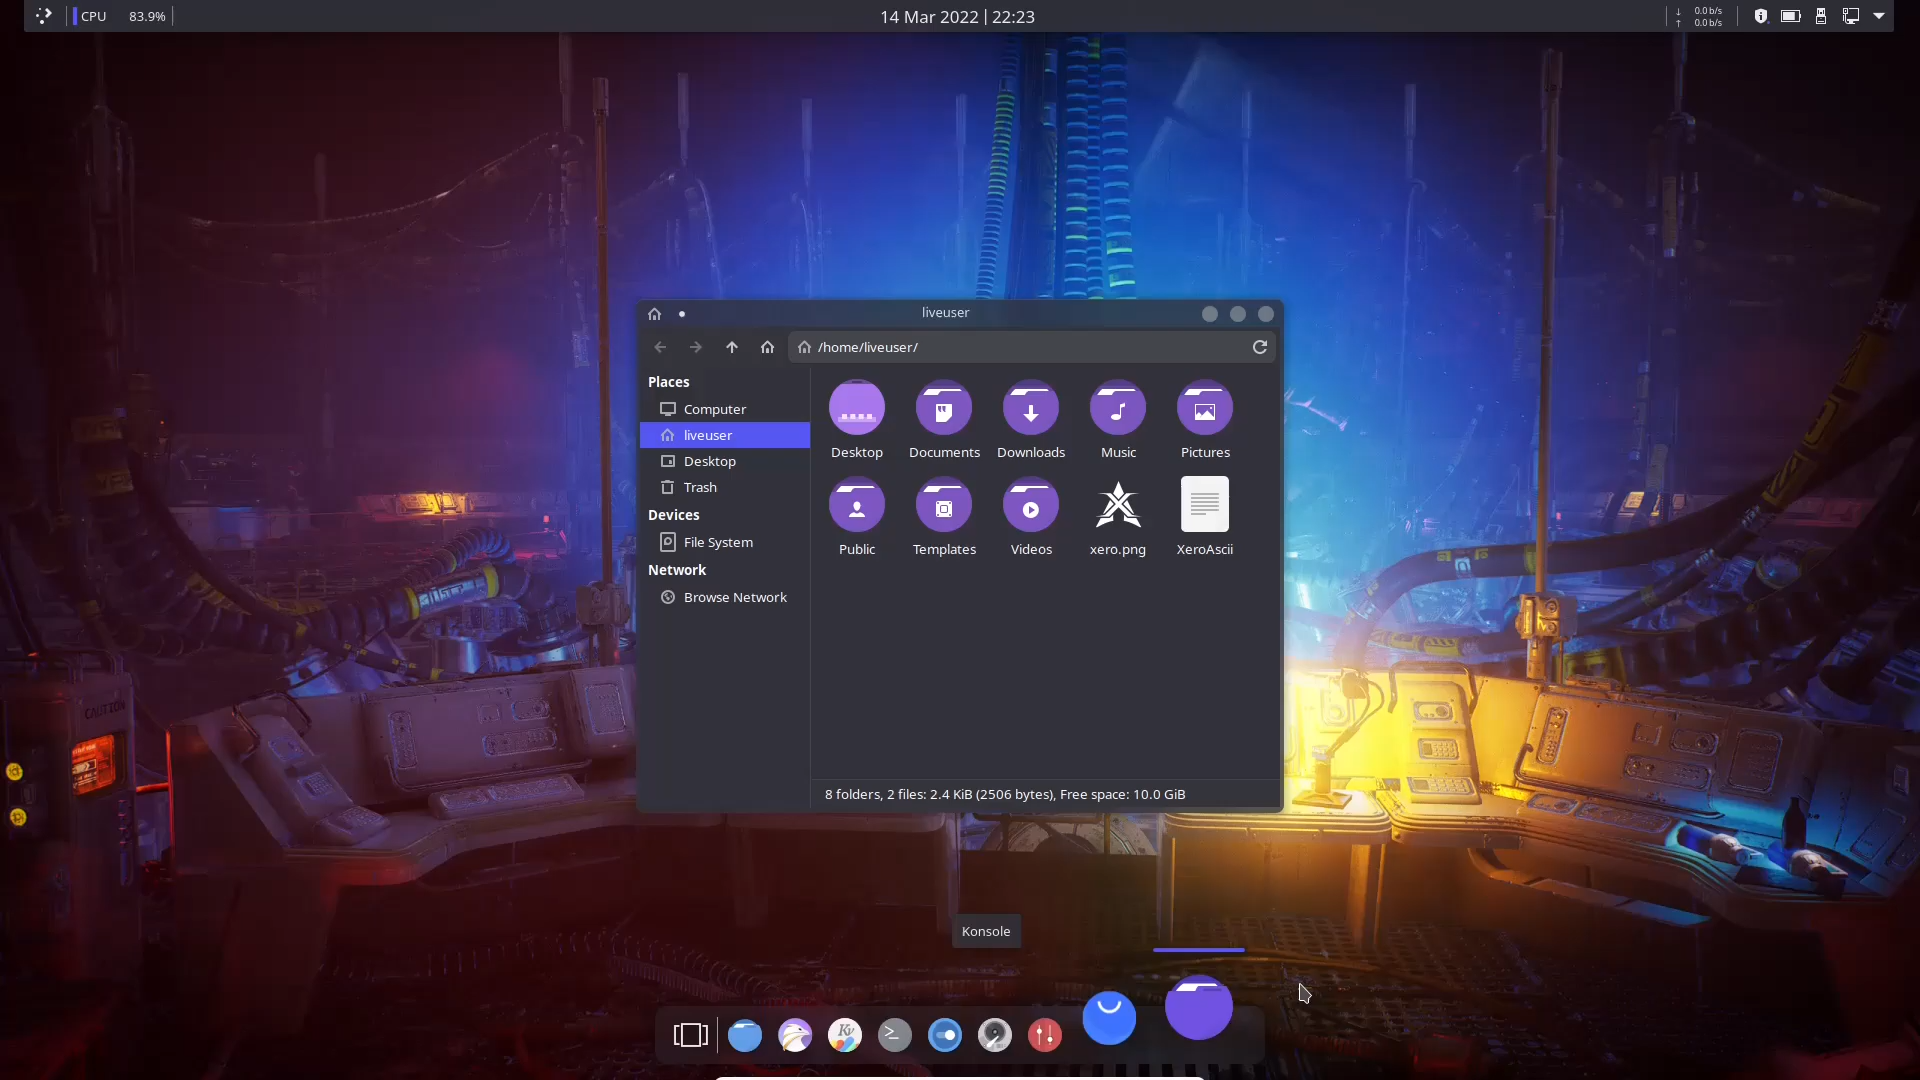 CPU 83.9%
14 Mar 2022 | 22:23
↓ 0.0 b/s
↑ 0.0 b/s
liveuser
/home/liveuser/
Places
Computer
liveuser
Desktop
Trash
Devices
File System
Network
Browse Network
Desktop Documents Downloads Music Pictures
Public Templates Videos xero.png XeroAscii
8 folders, 2 files: 2.4 KiB (2506 bytes), Free space: 10.0 GiB
CAUTION
Konsole
Kv